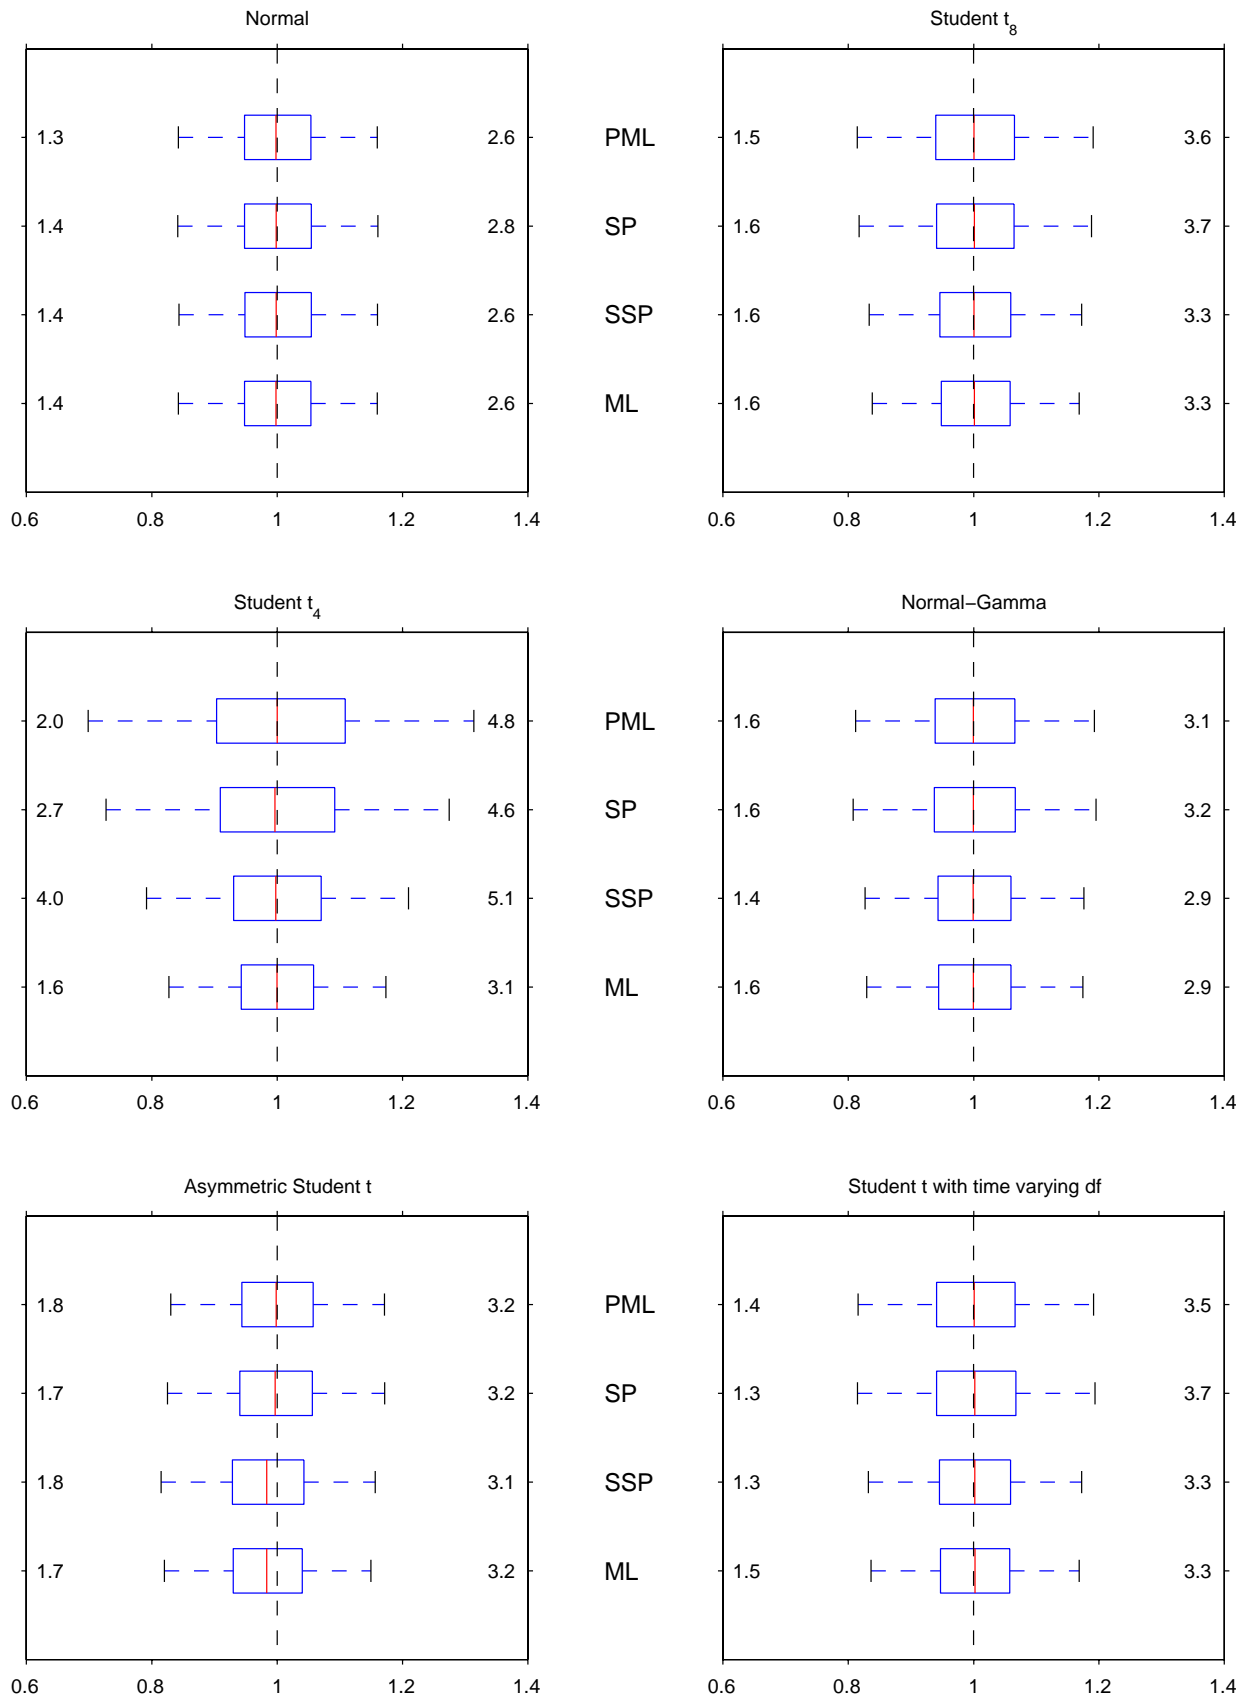 Normal Student t8
1.3 2.6 PML 1.5 3.6
1.4 2.8 SP 1.6 3.7
1.4 2.6 SSP 1.6 3.3
1.4 2.6 ML 1.6 3.3
0.6 0.8 1 1.2 1.4 0.6 0.8 1 1.2 1.4
Student t4 Normal−Gamma
2.0 4.8 PML 1.6 3.1
2.7 4.6 SP 1.6 3.2
4.0 5.1 SSP 1.4 2.9
1.6 3.1 ML 1.6 2.9
0.6 0.8 1 1.2 1.4 0.6 0.8 1 1.2 1.4
Asymmetric Student t Student t with time varying df
1.8 3.2 PML 1.4 3.5
1.7 3.2 SP 1.3 3.7
1.8 3.1 SSP 1.3 3.3
1.7 3.2 ML 1.5 3.3
0.6 0.8 1 1.2 1.4 0.6 0.8 1 1.2 1.4